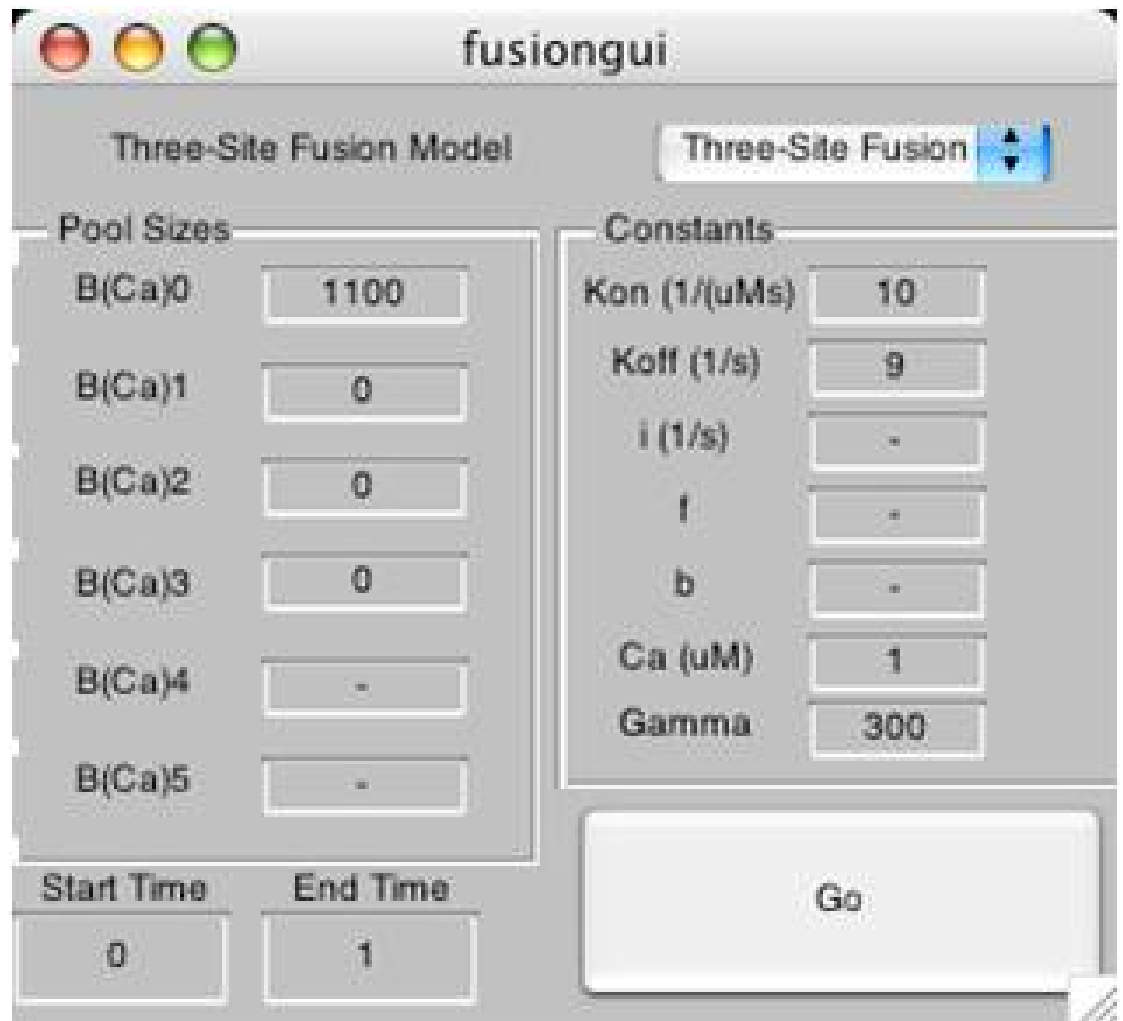 fusiongui
Three-Site Fusion Model
Three-Site Fusion
Pool Sizes
B(Ca)0 1100
B(Ca)1 0
B(Ca)2 0
B(Ca)3 0
B(Ca)4 -
B(Ca)5 -
Constants
Kon (1/(uMs) 10
Koff (1/s) 9
i (1/s) -
f -
b -
Ca (uM) 1
Gamma 300
Start Time End Time
0 1
Go